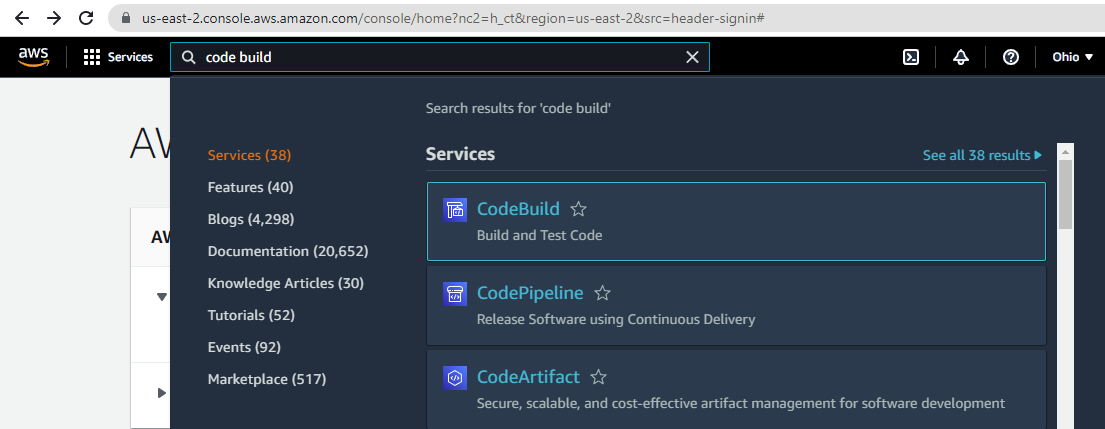 us-east-2.console.aws.amazon.com/console/home?nc2=h_ct&region=us-east-2&src=header-signin#
aws
Services
code build
Ohio
Search results for 'code build'
AW
Services (38)
Features (40)
Blogs (4,298)
Documentation (20,652)
Knowledge Articles (30)
Tutorials (52)
Events (92)
Marketplace (517)
AW
Services
See all 38 results
CodeBuild
Build and Test Code
CodePipeline
Release Software using Continuous Delivery
CodeArtifact
Secure, scalable, and cost-effective artifact management for software development